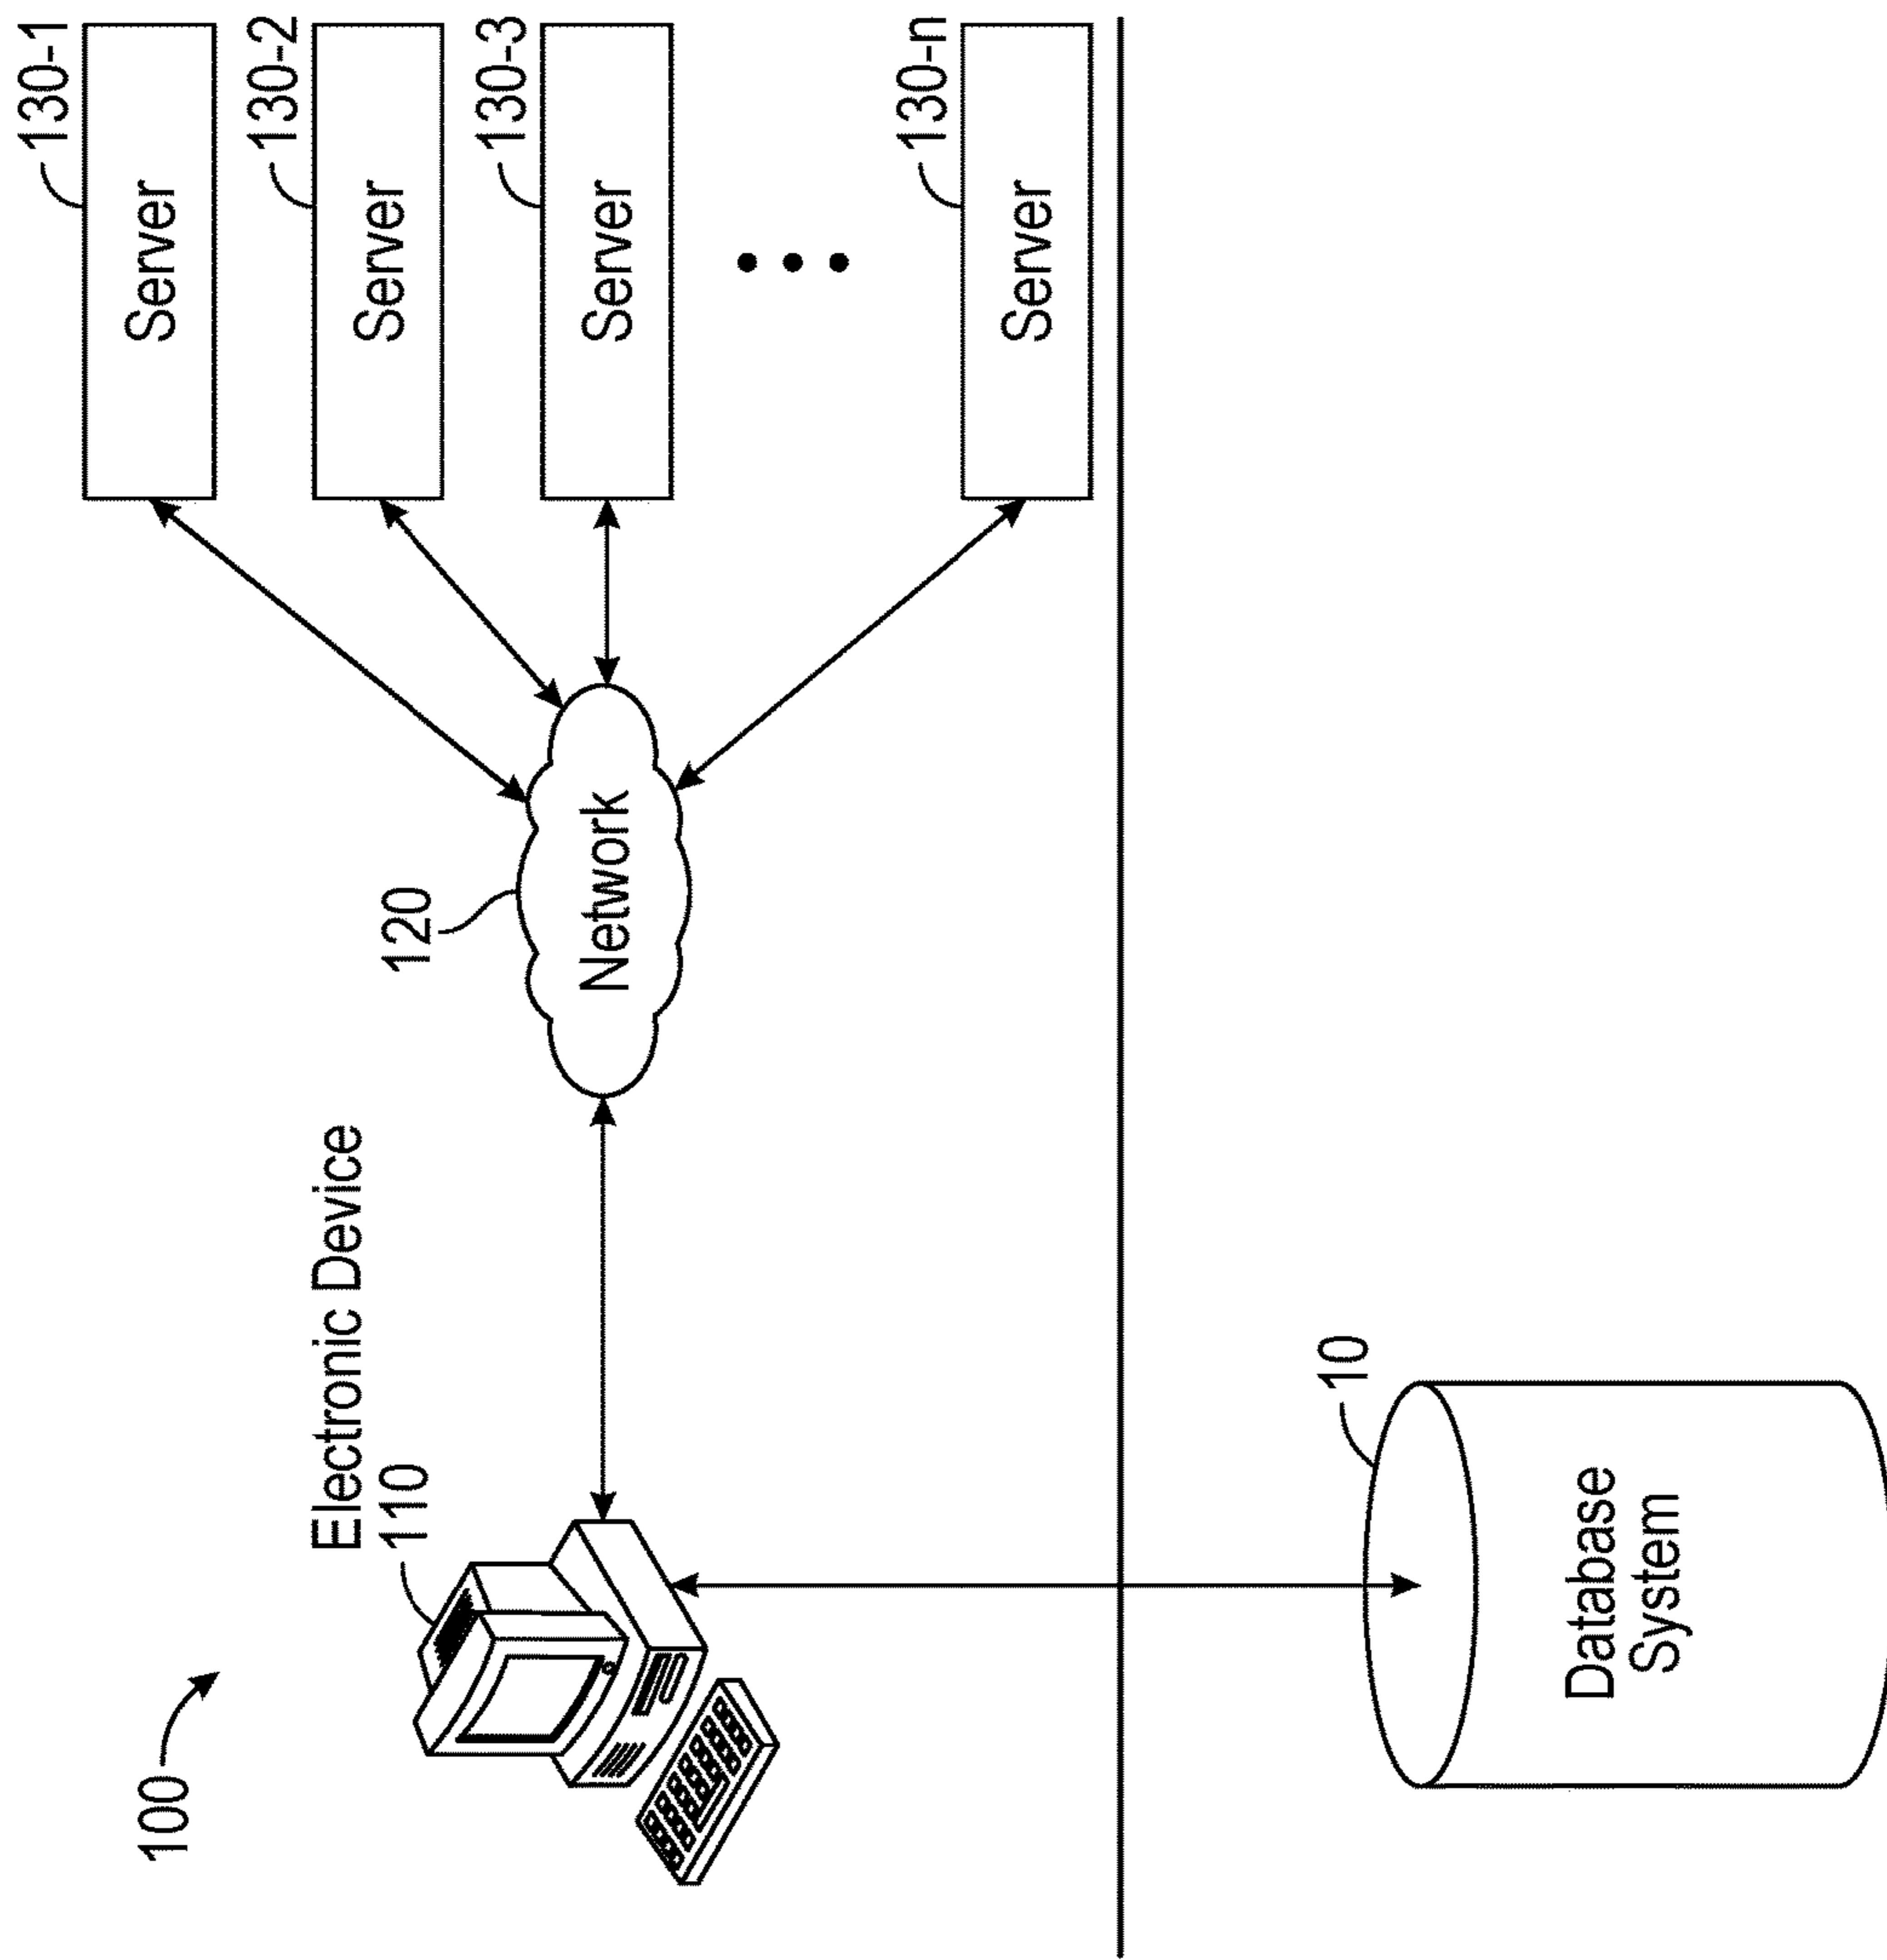 100
Electronic Device
110
120
Network
130-1
Server
130-2
Server
130-3
Server
130-n
Server
10
Database
System